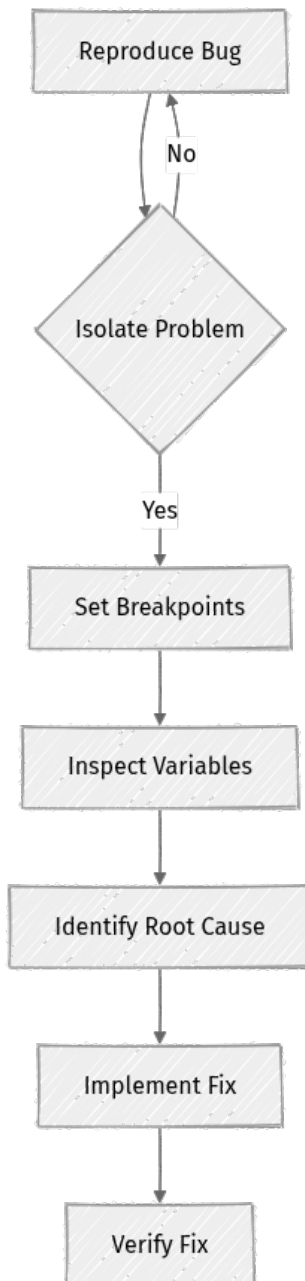 Reproduce Bug
No
Isolate Problem
Yes
Set Breakpoints
Inspect Variables
Identify Root Cause
Implement Fix
Verify Fix